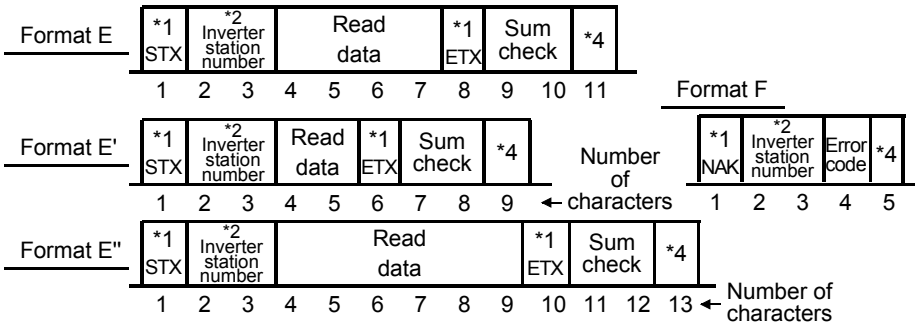 Format E
*1 STX
*2 Inverter station number
Read data
*1 ETX
Sum check
*4
1 2 3 4 5 6 7 8 9 10 11
Format F
*1 NAK
*2 Inverter station number
Error code
*4
1 2 3 4 5
Format E'
*1 STX
*2 Inverter station number
Read data
*1 ETX
Sum check
*4
1 2 3 4 5 6 7 8 9
← Number of characters
Format E"
*1 STX
*2 Inverter station number
Read data
*1 ETX
Sum check
*4
1 2 3 4 5 6 7 8 9 10 11 12 13
← Number of characters